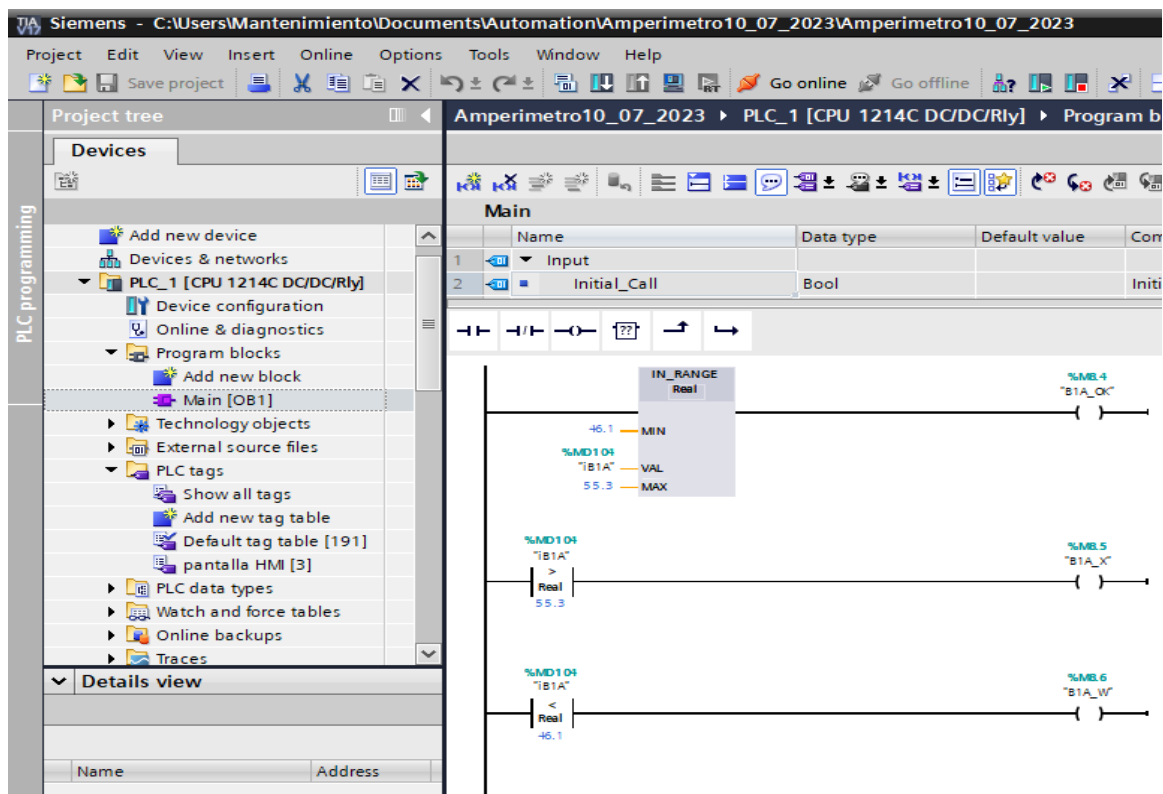 Siemens - C:\Users\Mantenimiento\Documents\Automation\Amperimetro10_07_2023\Amperimetro10_07_2023
Project Edit View Insert Online Options Tools Window Help
Save project Go online Go offline
Project tree
Amperimetro10_07_2023 PLC_1 [CPU 1214C DC/DC/Rly] Program b
Devices
PLC programming
Add new device
Devices & networks
PLC_1 [CPU 1214C DC/DC/Rly]
Device configuration
Online & diagnostics
Program blocks
Add new block
Main [OB1]
Technology objects
External source files
PLC tags
Show all tags
Add new tag table
Default tag table [191]
pantalla HMI [3]
PLC data types
Watch and force tables
Online backups
Traces
Details view
Name Address
Main
Name Data type Default value Com
1 Input
2 Initial_Call Bool Initi
??
IN_RANGE
Real
%M8.4
"B1A_OK"
46.1 MIN
%MD104
"iB1A" VAL
55.3 MAX
%MD104
"iB1A"
>
Real
55.3
%M8.5
"B1A_X"
%MD104
"iB1A"
<
Real
46.1
%M8.6
"B1A_W"